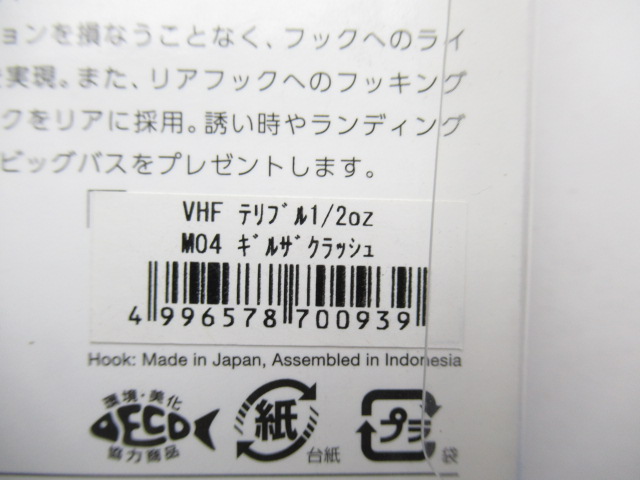 ョンを損なうことなく、フックへのライ
実現。また、リアフックへのフッキング
クをリアに採用。誘い時やランディング
ビッグバスをプレゼントします。
VHF ﾃﾘﾌﾞﾙ1/2oz
M04 ｷﾞﾙｻﾞｸﾗｯｼｭ
4 996578 700939
Hook: Made in Japan, Assembled in Indonesia
環境・美化
DECO
協力商品
紙
台紙
プラ
袋